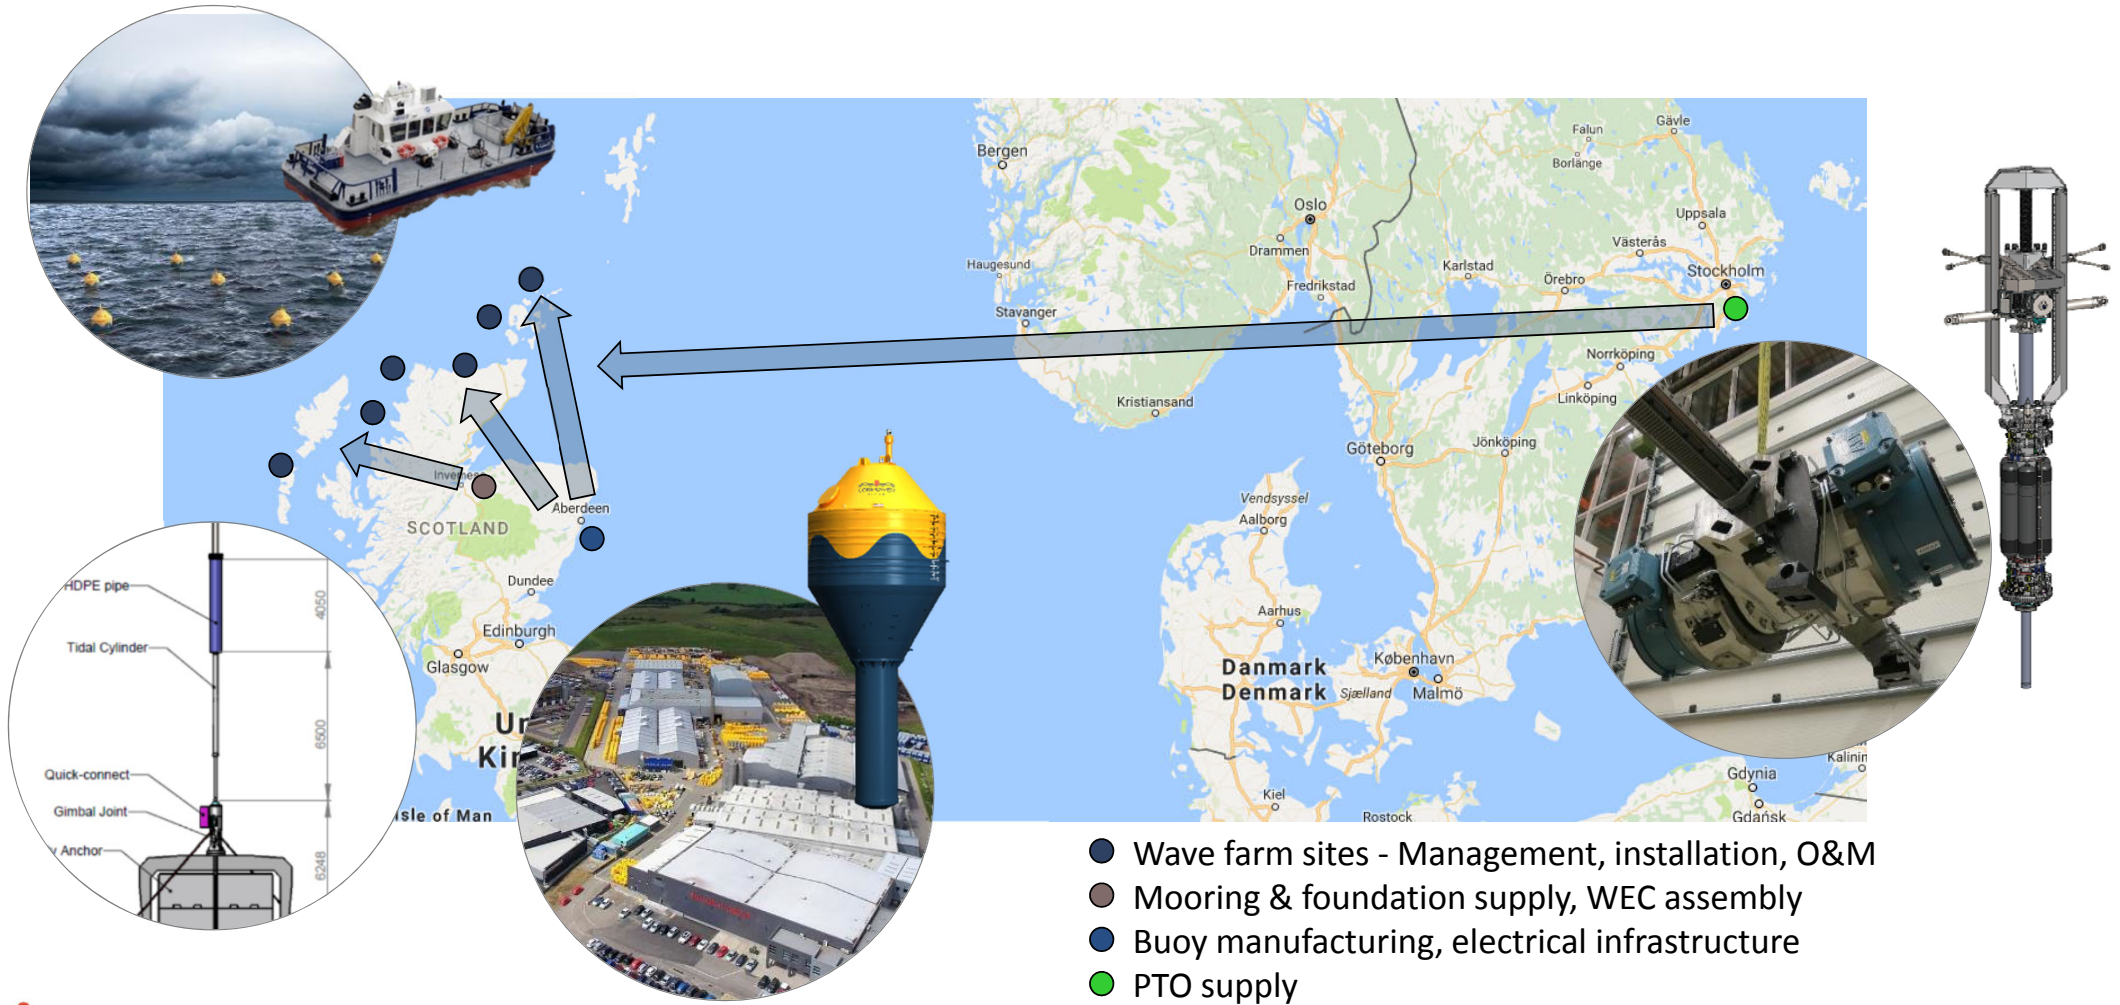 Bergen
Falun
Gävle
Borlänge
Oslo
Uppsala
Drammen
Västerås
Haugesund
Karlstad
Örebro
Stockholm
Fredrikstad
Stavanger
Norrköping
Kristiansand
Linköping
Göteborg
Jönköping
Inverness
Aberdeen
SCOTLAND
Vendsyssel
Aalborg
Dundee
HDPE pipe
4050
Aarhus
Edinburgh
Tidal Cylinder
Glasgow
København
Danmark
Denmark
Sjælland
Malmö
6500
Quick-connect
Gdynia
Kiel
Gimbal Joint
Isle of Man
Rostock
Gdańsk
Anchor
6248
Wave farm sites - Management, installation, O&M
Mooring & foundation supply, WEC assembly
Buoy manufacturing, electrical infrastructure
PTO supply